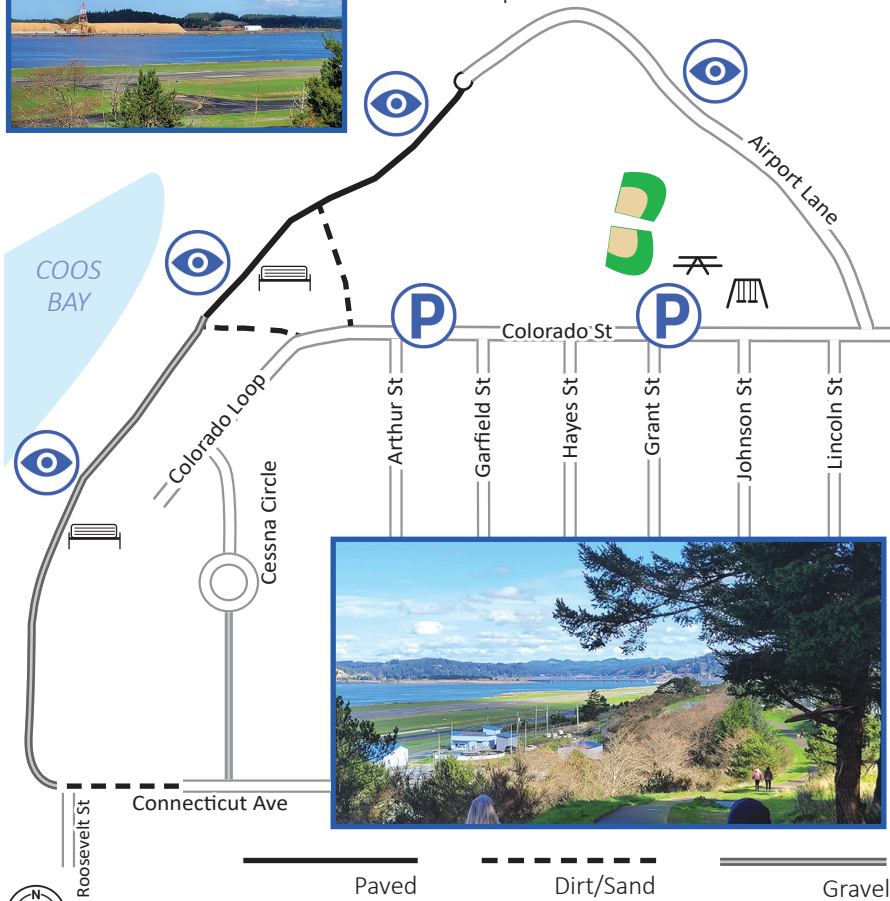 Airport Lane
COOS
BAY
P
P
Colorado St
Colorado Loop
Arthur St
Garfield St
Hayes St
Grant St
Johnson St
Lincoln St
Cessna Circle
Connecticut Ave
Roosevelt St
Paved
Dirt/Sand
Gravel
N